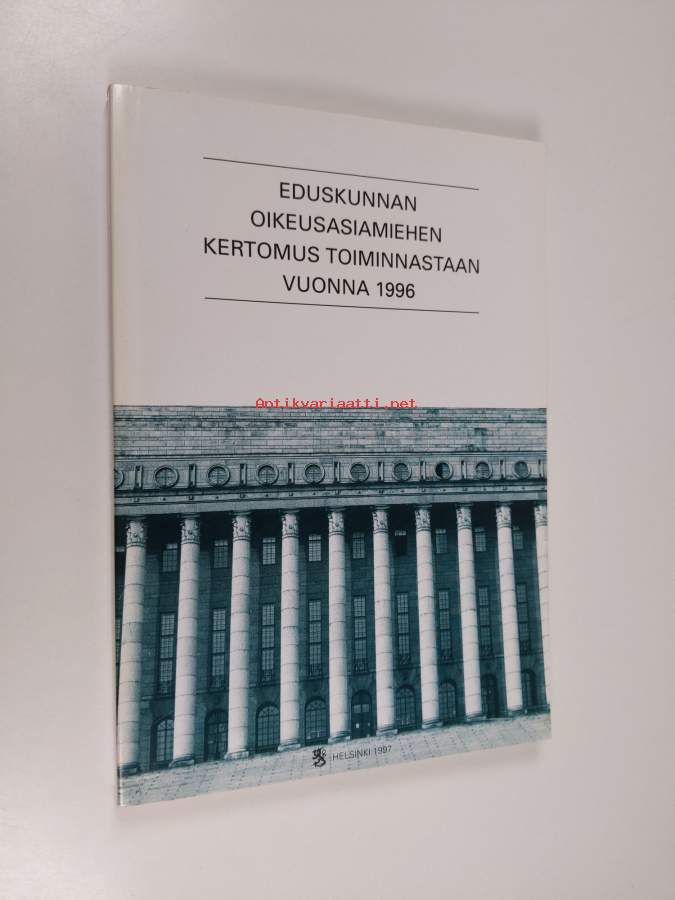 EDUSKUNNAN
OIKEUSASIAMIEHEN
KERTOMUS TOIMINNASTAAN
VUONNA 1996
Antikvariaatti.net
HELSINKI 1997